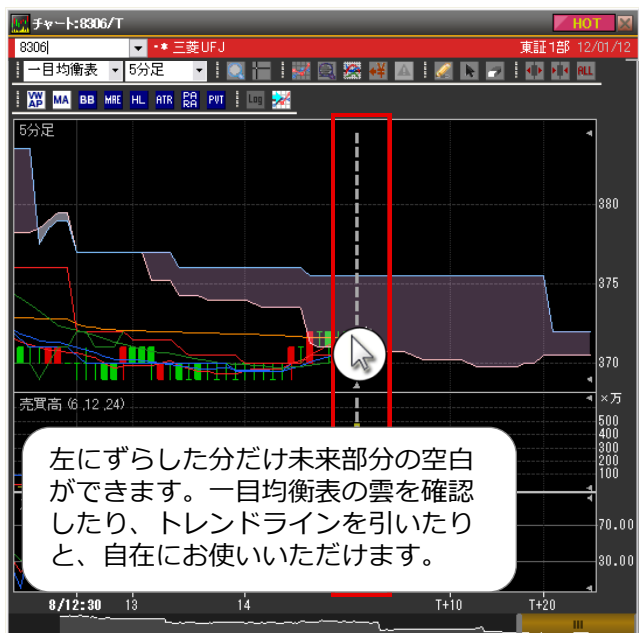 チャート:8306/T
HOT
8306 ・* 三菱UFJ 東証1部 12/01/12
一目均衡表 5分足 ALL
VWAP MA BB MAE HL ATR PARA PVT Log
5分足
380
375
370
売買高 (6 ,12 ,24)
×万
500
400
300
200
100
左にずらした分だけ未来部分の空白
ができます。一目均衡表の雲を確認
したり、トレンドラインを引いたり
と、自在にお使いいただけます。
70.00
30.00
8/12:30 13 14 T+10 T+20